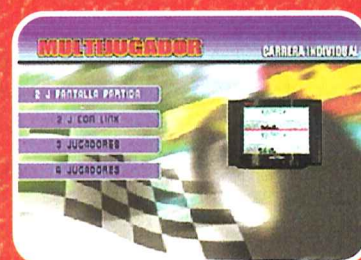 MULTIJUGADOR
CARRERA INDIVIDUAL
2 J PANTALLA PARTIDA
2 J CON LINK
3 JUGADORES
4 JUGADORES